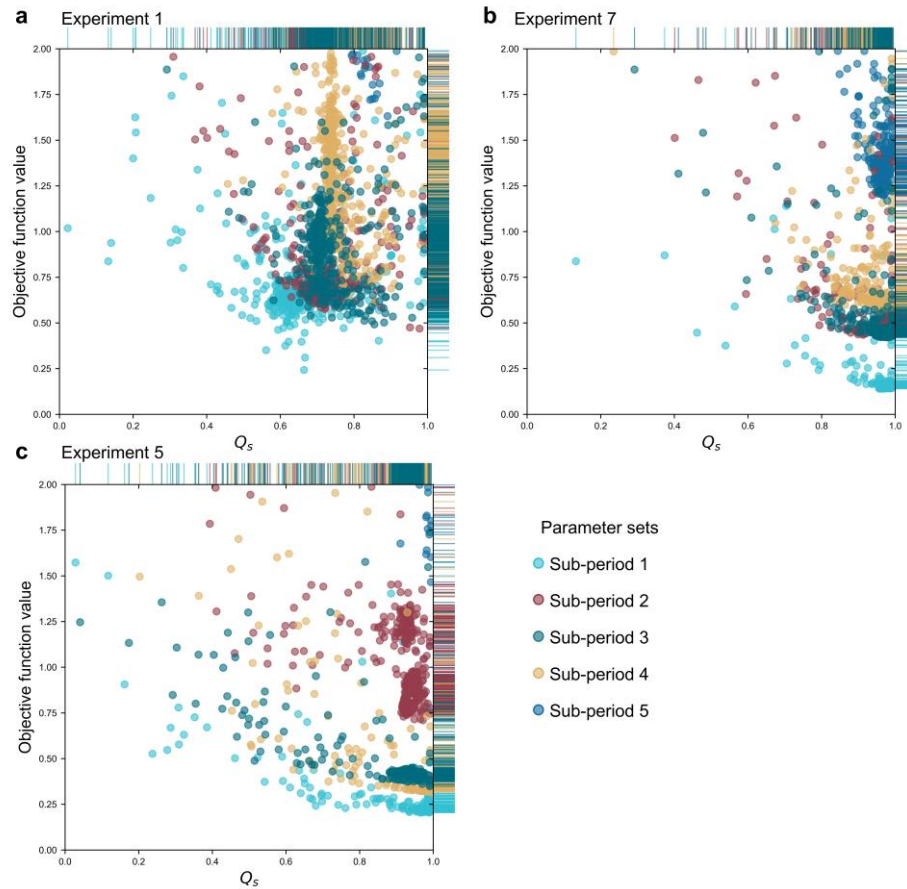 a Experiment 1
2.00
1.75
1.50
1.25
1.00
0.75
0.50
0.25
0.00
Objective function value
0.0 0.2 0.4 0.6 0.8 1.0
Qs
b Experiment 7
2.00
1.75
1.50
1.25
1.00
0.75
0.50
0.25
0.00
Objective function value
0.0 0.2 0.4 0.6 0.8 1.0
Qs
c Experiment 5
2.00
1.75
1.50
1.25
1.00
0.75
0.50
0.25
0.00
Objective function value
0.0 0.2 0.4 0.6 0.8 1.0
Qs
Parameter sets
Sub-period 1
Sub-period 2
Sub-period 3
Sub-period 4
Sub-period 5